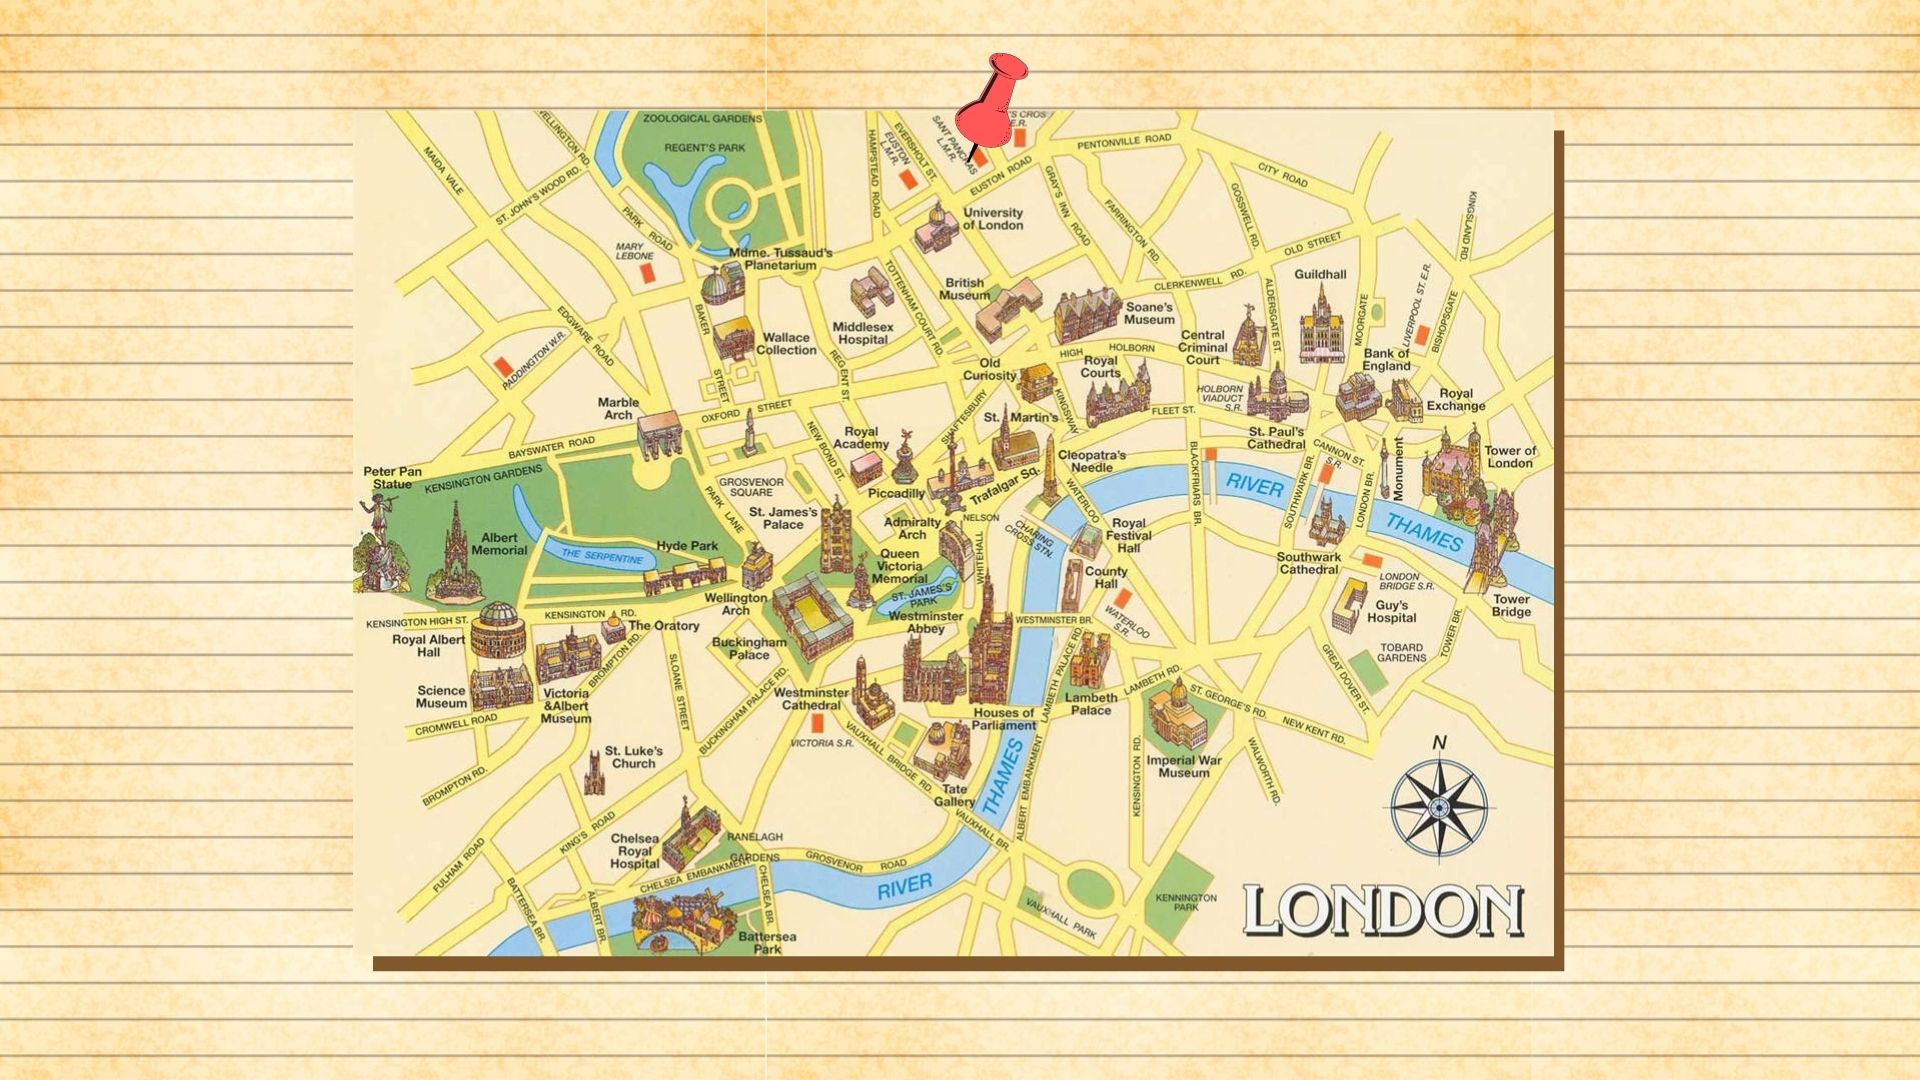 ZOOLOGICAL GARDENS
REGENT'S PARK
MAIDA VALE
ST. JOHN'S WOOD RD.
PARK ROAD
HAMPSTEAD ROAD
EVERSHOLT ST.
EUSTON
L.M.R.
SANT PANCRAS
L.M.R.
EUSTON ROAD
PENTONVILLE ROAD
CITY ROAD
GRAY'S INN ROAD
FARRINGTON RD.
GOSSWELL RD.
OLD STREET
KINGSLAND RD.
University
of London
MARY
LEBONE
Mdme. Tussaud's
Planetarium
British
Museum
Middlesex
Hospital
TOTTENHAM COURT RD.
Soane's
Museum
CLERKENWELL RD.
ALDERSGATE ST.
Guildhall
MOORGATE
LIVERPOOL ST. E.R.
BISHOPSGATE
EDGWARE ROAD
PADDINGTON W.R.
BAKER
STREET
Wallace
Collection
REGENT ST.
Central
Criminal
Court
HIGH HOLBORN
Royal
Courts
Old
Curiosity
KINGSWAY
HOLBORN
VIADUCT
S.R.
Bank of
England
Royal
Exchange
Marble
Arch
OXFORD STREET
NEW BOND ST.
SHAFTESBURY
St. Martin's
FLEET ST.
St. Paul's
Cathedral
CANNON ST.
S.R.
Monument
Tower of
London
BAYSWATER ROAD
Royal
Academy
Piccadilly
Trafalgar Sq.
Cleopatra's
Needle
WATERLOO
BLACKFRIARS BR.
RIVER
SOUTHWARK BR.
LONDON BR.
THAMES
Peter Pan
Statue
KENSINGTON GARDENS
GROSVENOR
SQUARE
PARK LANE
St. James's
Palace
Admiralty
Arch
NELSON
WHITEHALL
CHARING
CROSS STN.
Royal
Festival
Hall
Albert
Memorial
THE SERPENTINE
Hyde Park
Queen
Victoria
Memorial
ST. JAMES'S
PARK
County
Hall
WATERLOO
S.R.
Southwark
Cathedral
LONDON
BRIDGE S.R.
Guy's
Hospital
Tower
Bridge
TOWER BR.
Wellington
Arch
Westminster
Abbey
WESTMINSTER BR.
KENSINGTON HIGH ST.
KENSINGTON RD.
Royal Albert
Hall
The Oratory
BROMPTON RD.
Buckingham
Palace
TOBARD
GARDENS
GREAT DOVER ST.
Science
Museum
Victoria
&Albert
Museum
SLOANE STREET
BUCKINGHAM PALACE RD.
Westminster
Cathedral
VICTORIA S.R.
Houses of
Parliament
LAMBETH PALACE RD.
Lambeth
Palace
LAMBETH RD.
ST. GEORGE'S RD.
NEW KENT RD.
CROMWELL ROAD
VAUXHALL BRIDGE RD.
Imperial War
Museum
WALWORTH RD.
KENSINGTON RD.
N
BROMPTON RD.
St. Luke's
Church
Tate
Gallery
THAMES
ALBERT EMBANKMENT
VAUXHALL BR.
KING'S ROAD
Chelsea
Royal
Hospital
RANELAGH
GARDENS
FULHAM ROAD
CHELSEA EMBANKMENT
GROSVENOR ROAD
RIVER
BATTERSEA BR.
ALBERT BR.
CHELSEA BR.
Battersea
Park
VAUXHALL PARK
KENNINGTON
PARK
LONDON